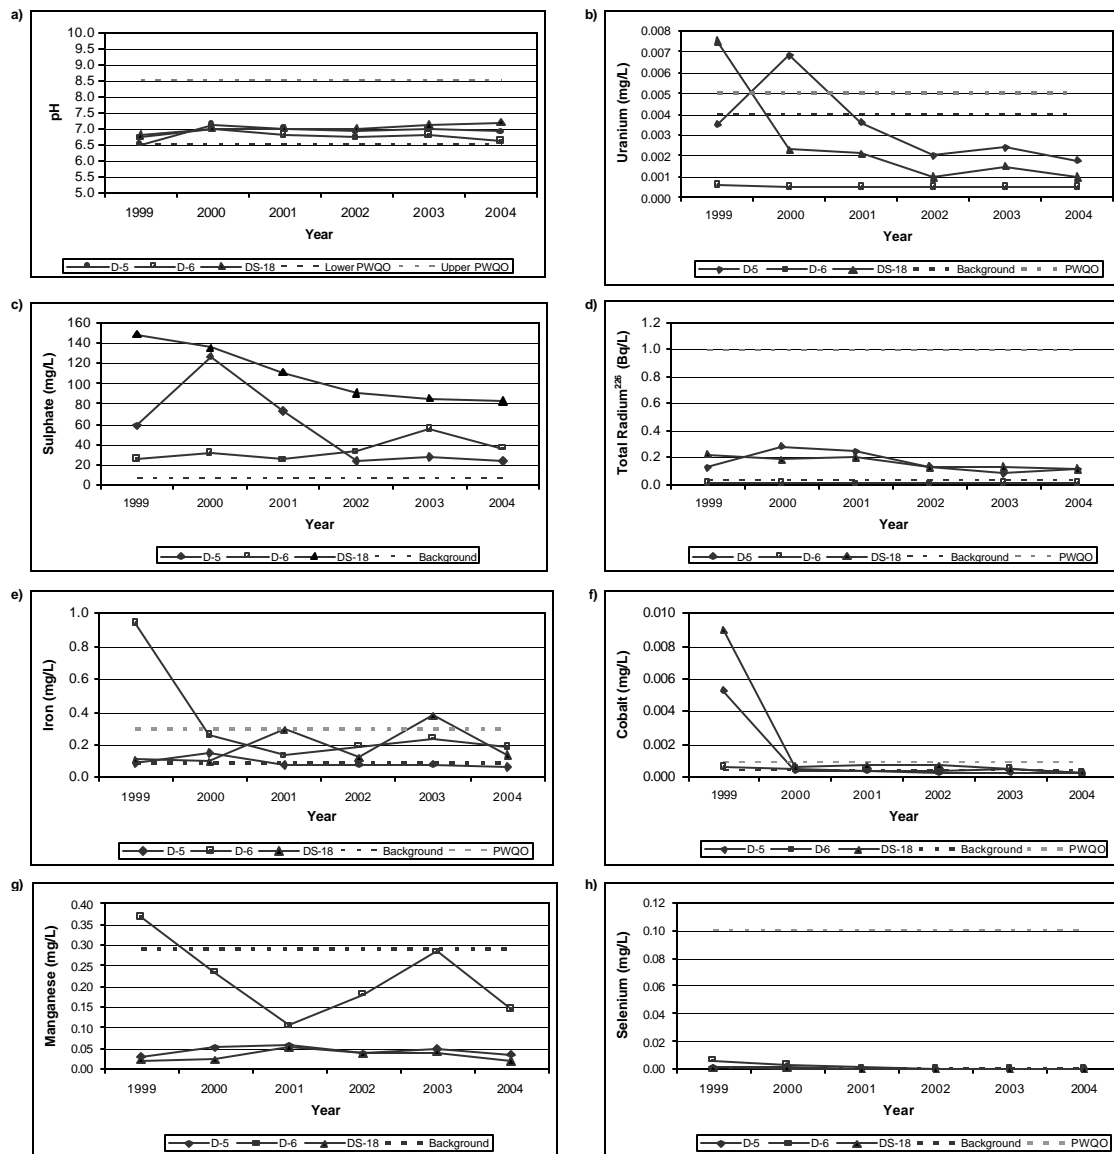 a)
pH
10.0
9.5
9.0
8.5
8.0
7.5
7.0
6.5
6.0
5.5
5.0
1999 2000 2001 2002 2003 2004
Year
D-5 D-6 DS-18 Lower PWQO Upper PWQO
b)
Uranium (mg/L)
0.008
0.007
0.006
0.005
0.004
0.003
0.002
0.001
0.000
1999 2000 2001 2002 2003 2004
Year
D-5 D-6 DS-18 Background PWQO
c)
Sulphate (mg/L)
160
140
120
100
80
60
40
20
0
1999 2000 2001 2002 2003 2004
Year
D-5 D-6 DS-18 Background
d)
Total Radium²²⁶ (Bq/L)
1.2
1.0
0.8
0.6
0.4
0.2
0.0
1999 2000 2001 2002 2003 2004
Year
D-5 D-6 DS-18 Background PWQO
e)
Iron (mg/L)
1.0
0.8
0.6
0.4
0.2
0.0
1999 2000 2001 2002 2003 2004
Year
D-5 D-6 DS-18 Background PWQO
f)
Cobalt (mg/L)
0.010
0.008
0.006
0.004
0.002
0.000
1999 2000 2001 2002 2003 2004
Year
D-5 D-6 DS-18 Background PWQO
g)
Manganese (mg/L)
0.40
0.35
0.30
0.25
0.20
0.15
0.10
0.05
0.00
1999 2000 2001 2002 2003 2004
Year
D-5 D-6 DS-18 Background
h)
Selenium (mg/L)
0.12
0.10
0.08
0.06
0.04
0.02
0.00
1999 2000 2001 2002 2003 2004
Year
D-5 D-6 DS-18 Background PWQO